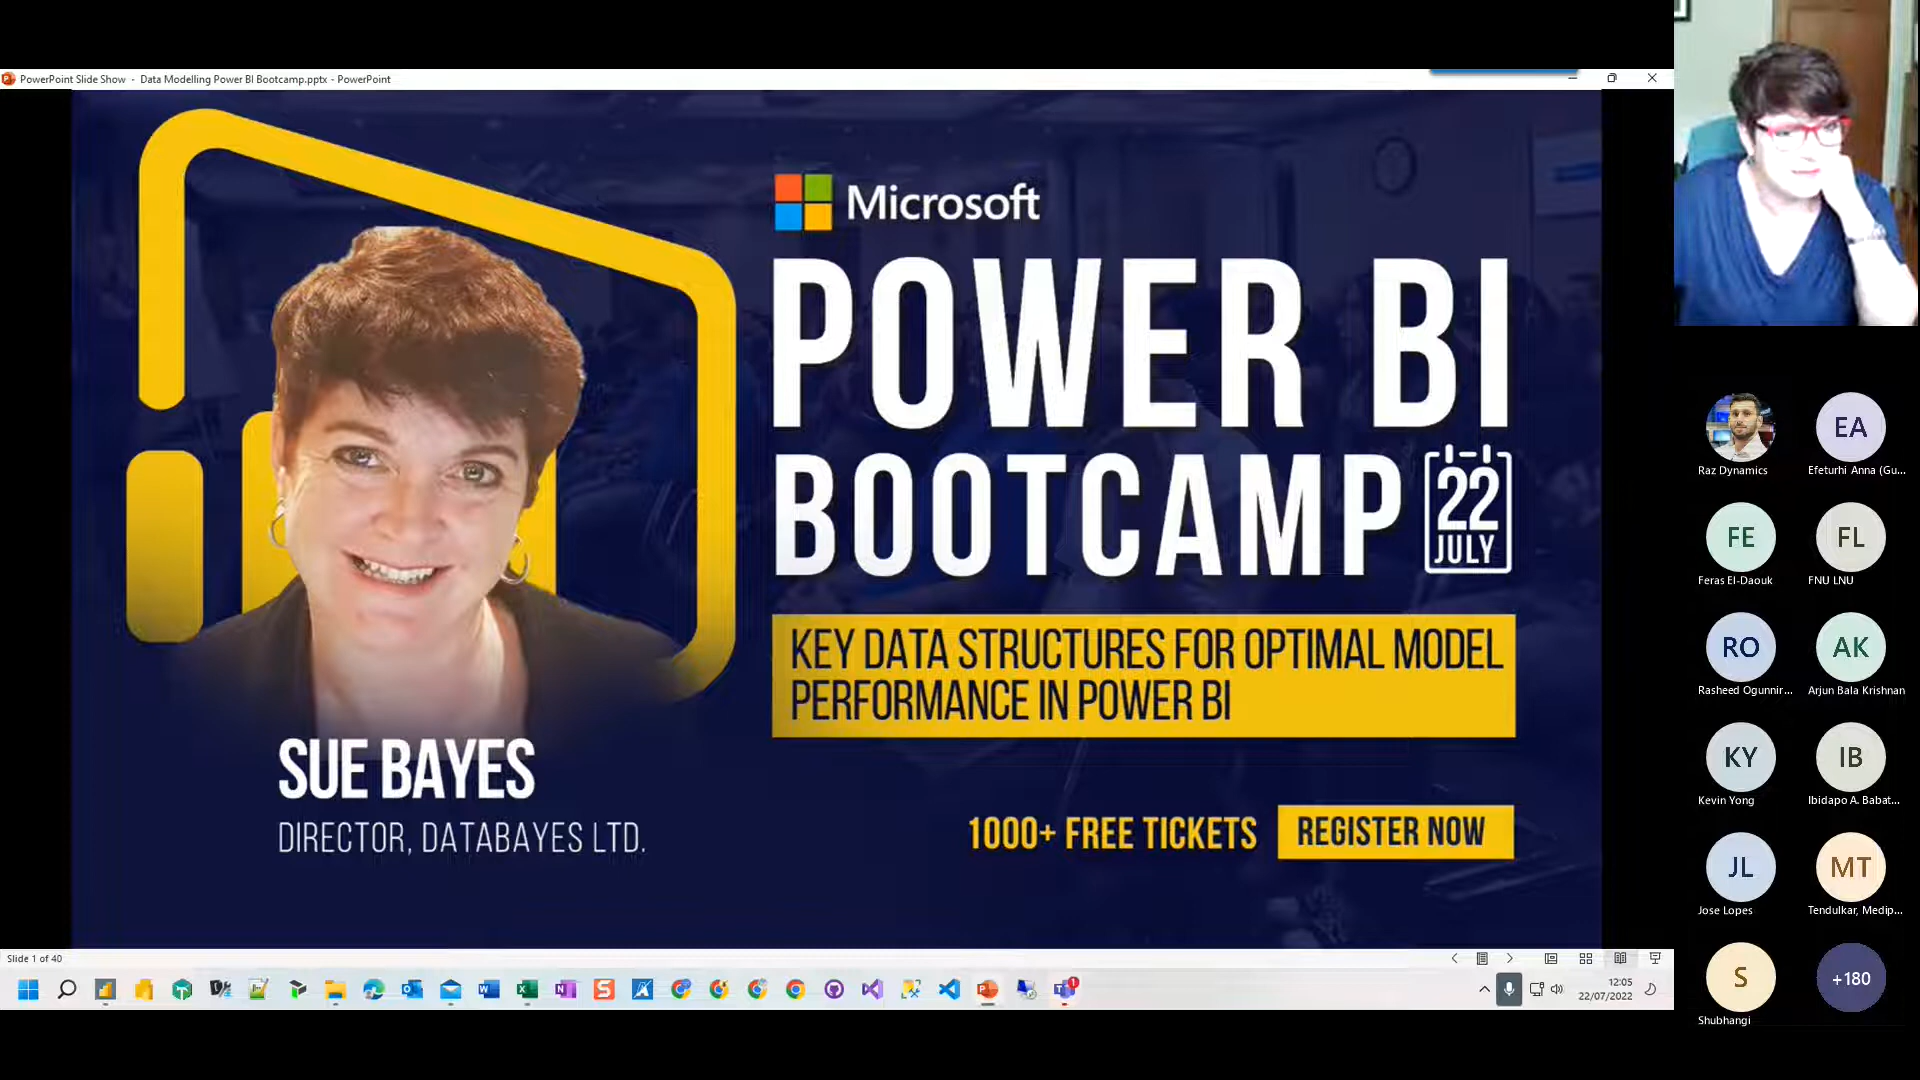 PowerPoint Slide Show - Data Modelling Power BI Bootcamp.pptx - PowerPoint
Microsoft
POWER BI
BOOTCAMP
22
JULY
KEY DATA STRUCTURES FOR OPTIMAL MODEL
PERFORMANCE IN POWER BI
SUE BAYES
DIRECTOR, DATABAYES LTD.
1000+ FREE TICKETS
REGISTER NOW
Slide 1 of 40
12:05
22/07/2022
Raz Dynamics
EA
Efeturhi Anna (Gu...
FE
Feras El-Daouk
FL
FNU LNU
RO
Rasheed Ogunnir...
AK
Arjun Bala Krishnan
KY
Kevin Yong
IB
Ibidapo A. Babat...
JL
Jose Lopes
MT
Tendulkar, Medip...
S
Shubhangi
+180